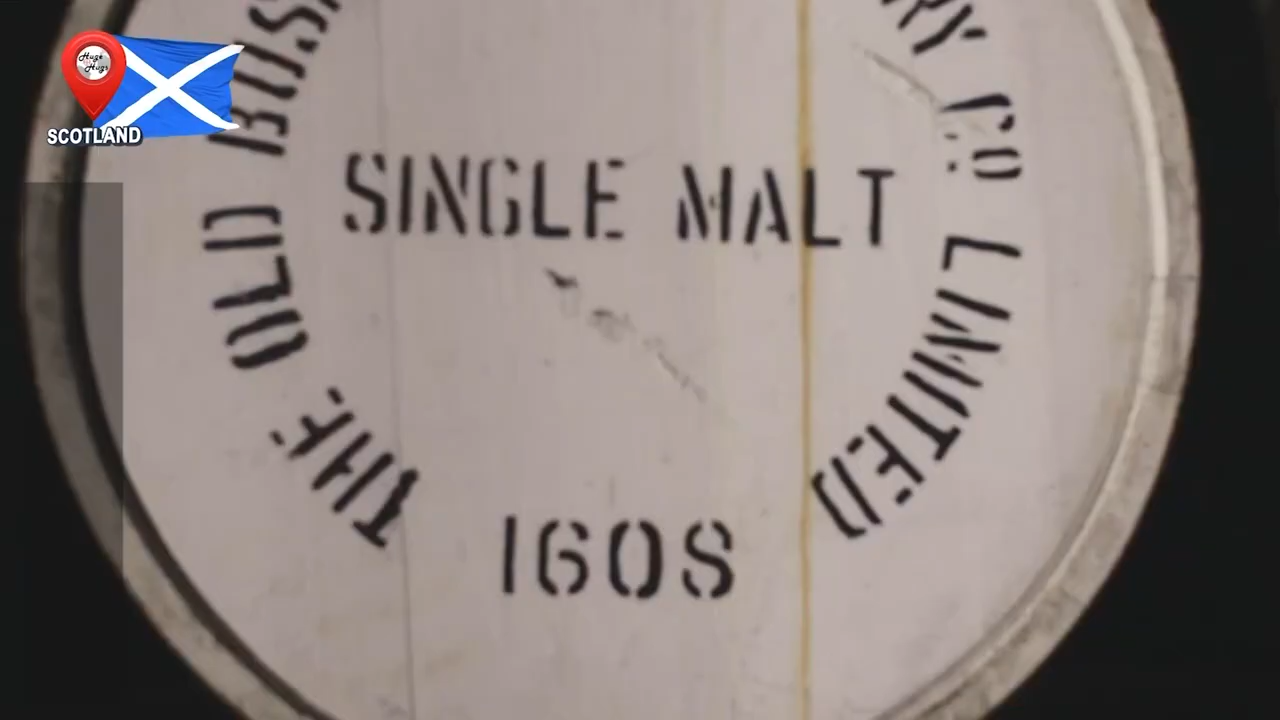 Huge Hugs
SCOTLAND
THE OLD BUS
RY CO LIMITED
SINGLE MALT
1608